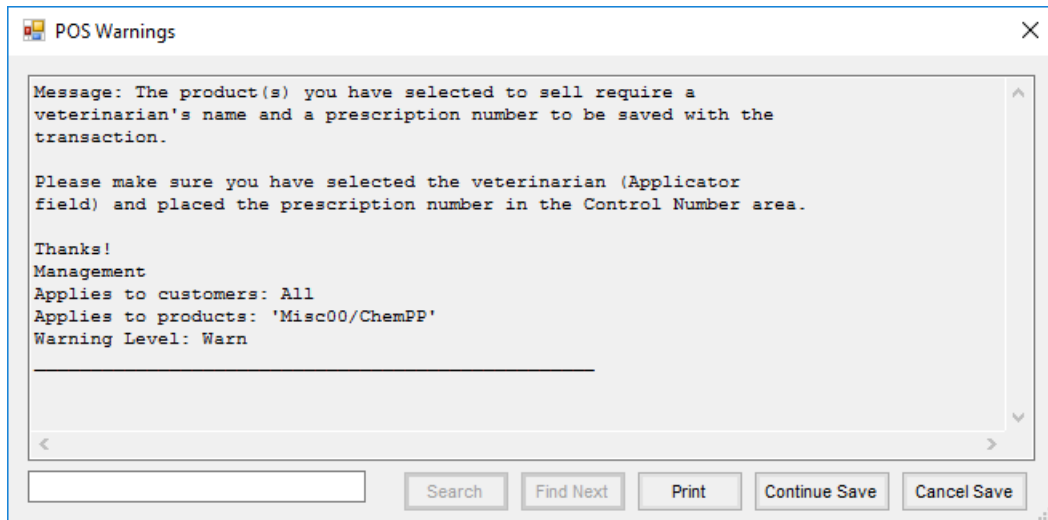 POS Warnings
Message: The product(s) you have selected to sell require a
veterinarian's name and a prescription number to be saved with the
transaction.
Please make sure you have selected the veterinarian (Applicator
field) and placed the prescription number in the Control Number area.
Thanks!
Management
Applies to customers: All
Applies to products: 'Misc00/ChemPP'
Warning Level: Warn
Search Find Next Print Continue Save Cancel Save